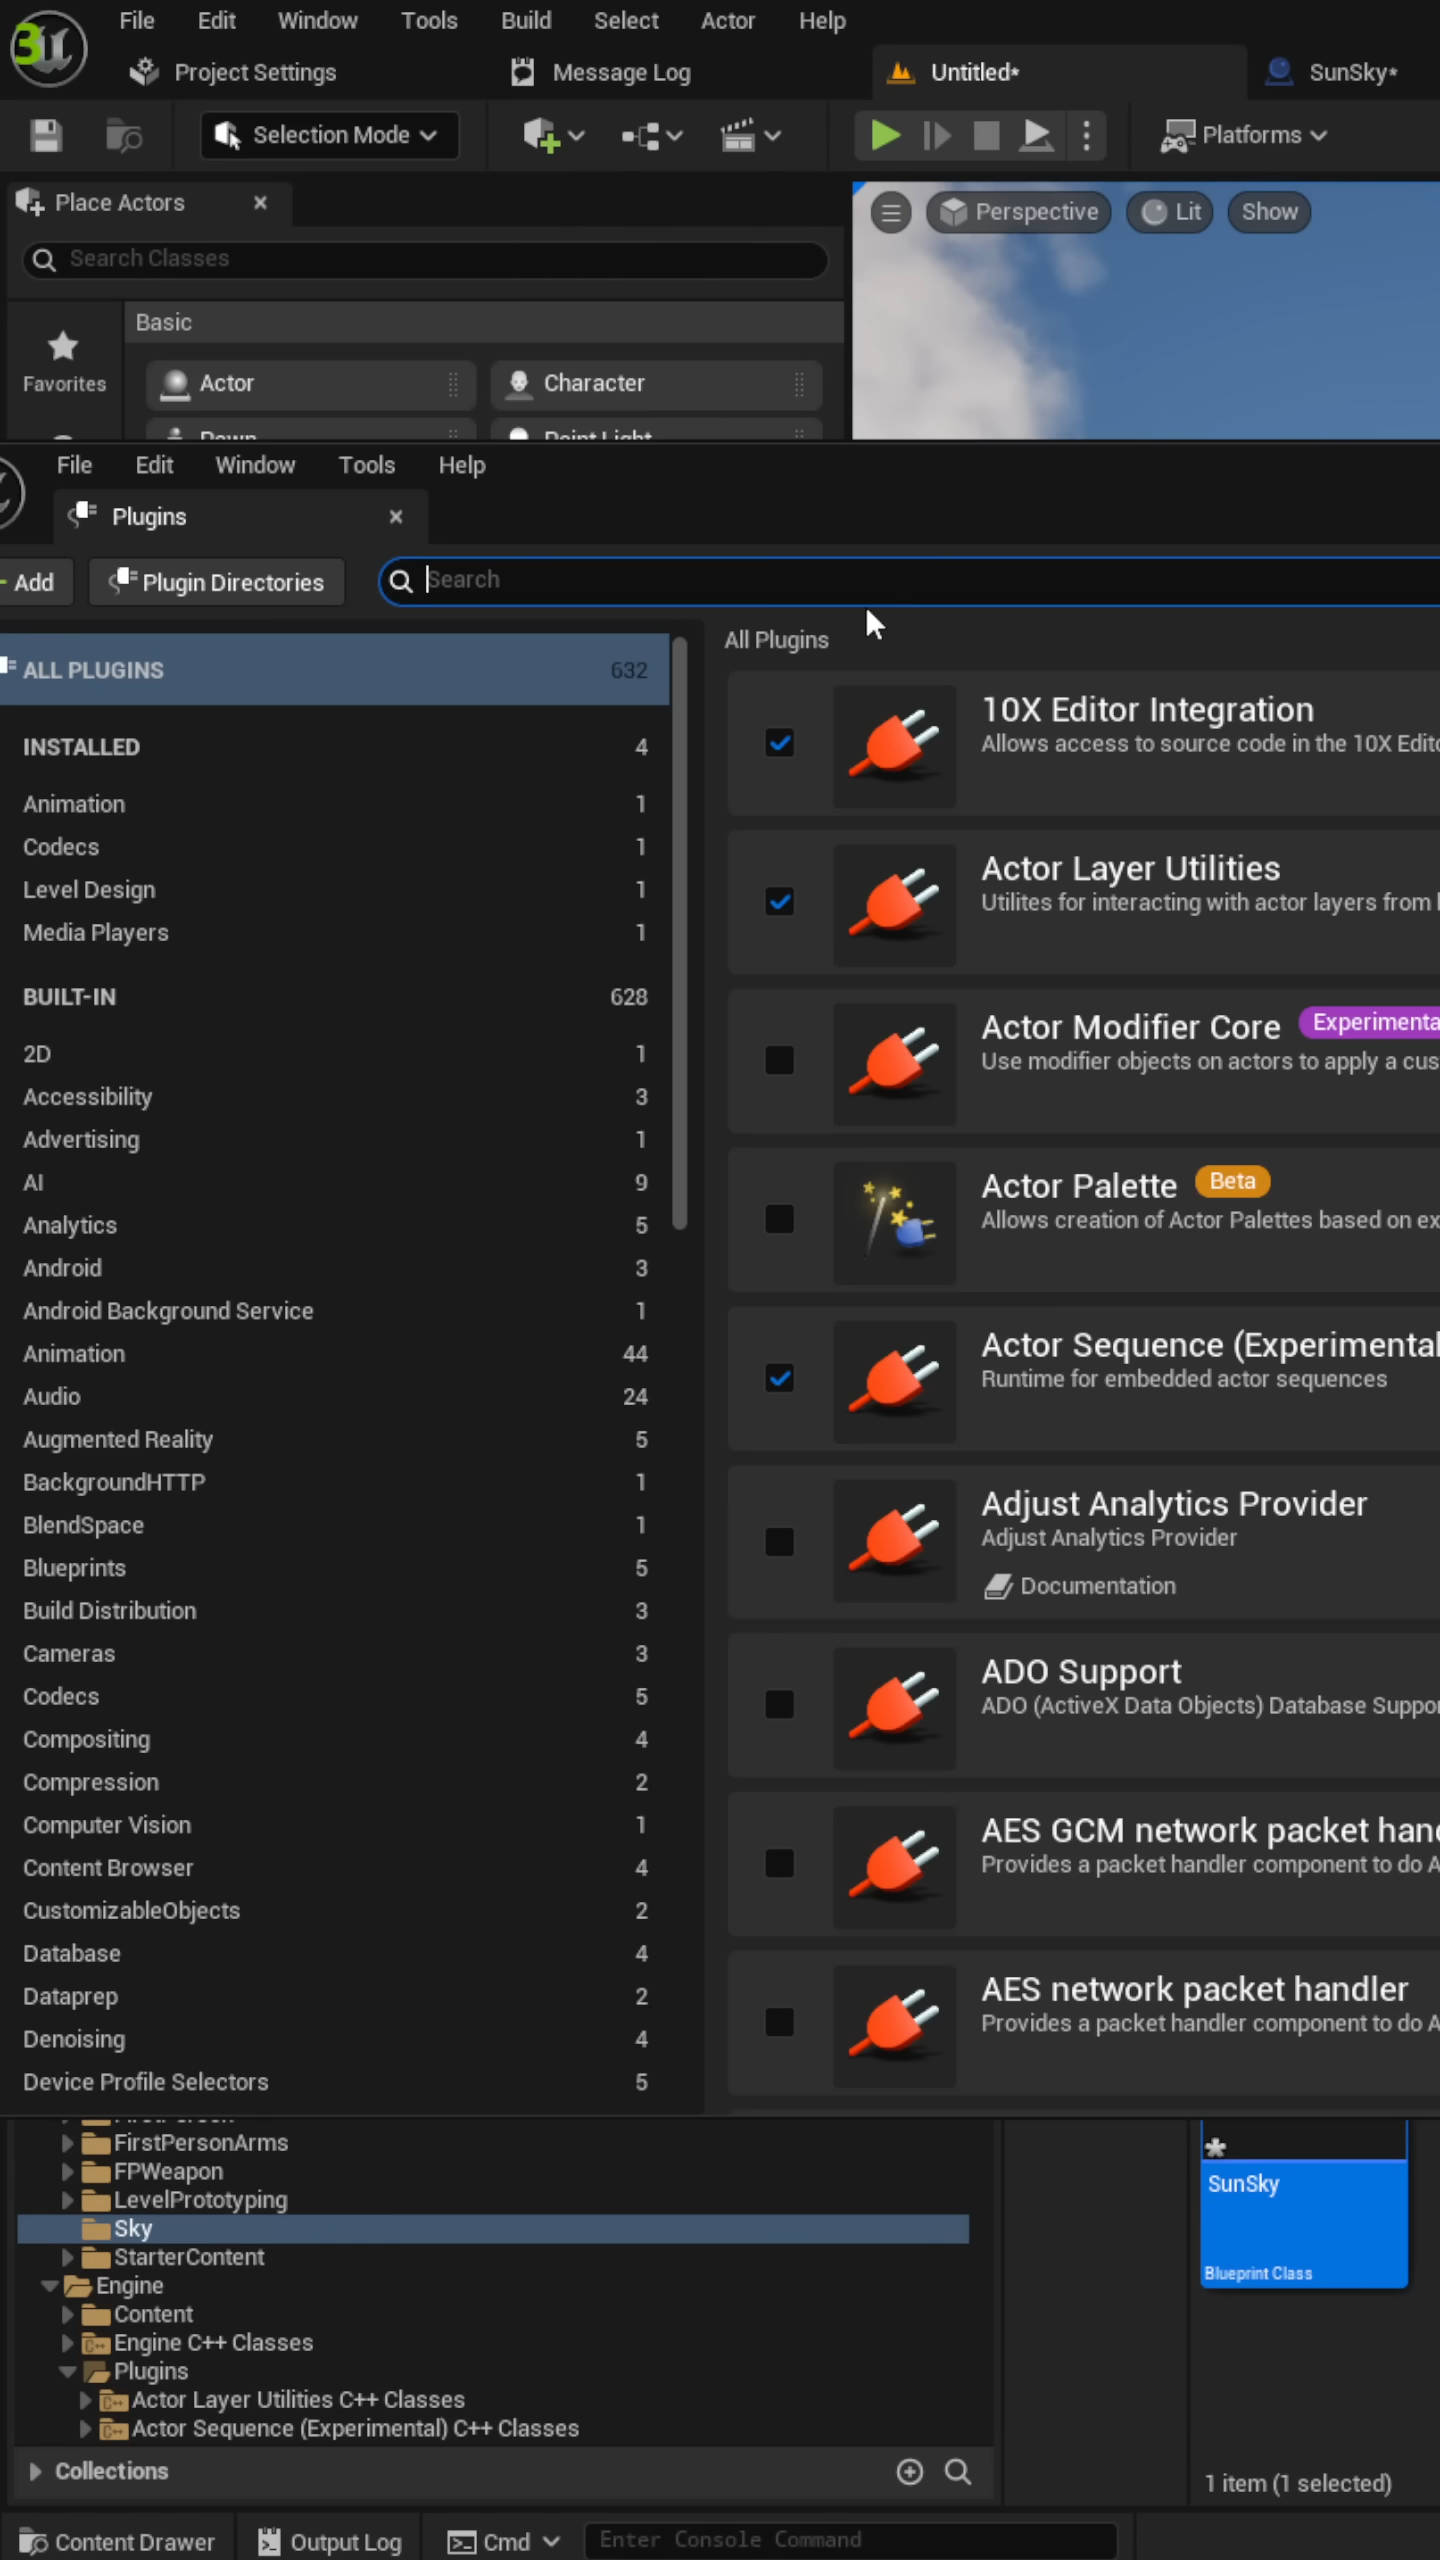 File Edit Window Tools Build Select Actor Help
Project Settings Message Log Untitled* SunSky*
Selection Mode Platforms
Place Actors Perspective Lit Show
Search Classes
Basic
Favorites Actor Character
Pawn Point Light
File Edit Window Tools Help
Plugins
Add Plugin Directories Search
All Plugins
ALL PLUGINS 632
10X Editor Integration
Allows access to source code in the 10X
INSTALLED 4
Animation 1
Codecs 1
Level Design 1
Media Players 1
Actor Layer Utilities
Utilites for interacting with actor layers from
BUILT-IN 628
2D 1
Accessibility 3
Advertising 1
AI 9
Analytics 5
Android 3
Android Background Service 1
Animation 44
Audio 24
Augmented Reality 5
BackgroundHTTP 1
BlendSpace 1
Blueprints 5
Build Distribution 3
Cameras 3
Codecs 5
Compositing 4
Compression 2
Computer Vision 1
Content Browser 4
CustomizableObjects 2
Database 4
Dataprep 2
Denoising 4
Device Profile Selectors 5
Actor Modifier Core Experimenta
Use modifier objects on actors to apply a cus
Actor Palette Beta
Allows creation of Actor Palettes based on ex
Actor Sequence (Experimental
Runtime for embedded actor sequences
Adjust Analytics Provider
Adjust Analytics Provider
Documentation
ADO Support
ADO (ActiveX Data Objects) Database Suppo
AES GCM network packet han
Provides a packet handler component to do A
AES network packet handler
Provides a packet handler component to do A
FirstPersonArms
FPWeapon
LevelPrototyping
Sky
StarterContent
Engine
Content
Engine C++ Classes
Plugins
Actor Layer Utilities C++ Classes
Actor Sequence (Experimental) C++ Classes
Collections
SunSky
Blueprint Class
1 item (1 selected)
Content Drawer Output Log Cmd Enter Console Command